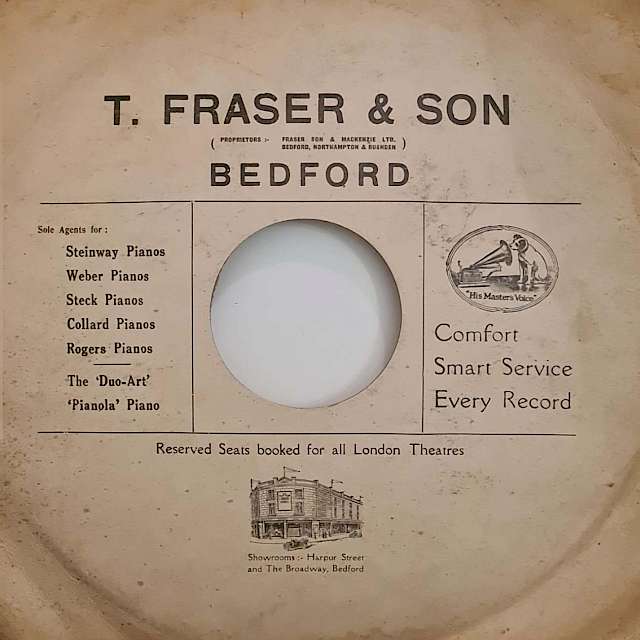 T. FRASER & SON
( PROPRIETORS :- FRASER SON & MACKENZIE LTD.
BEDFORD, NORTHAMPTON & RUSHDEN )
BEDFORD
Sole Agents for :
Steinway Pianos
Weber Pianos
Steck Pianos
Collard Pianos
Rogers Pianos
The 'Duo-Art'
'Pianola' Piano
"His Master's Voice"
Comfort
Smart Service
Every Record
Reserved Seats booked for all London Theatres
Showrooms :- Harpur Street
and The Broadway, Bedford